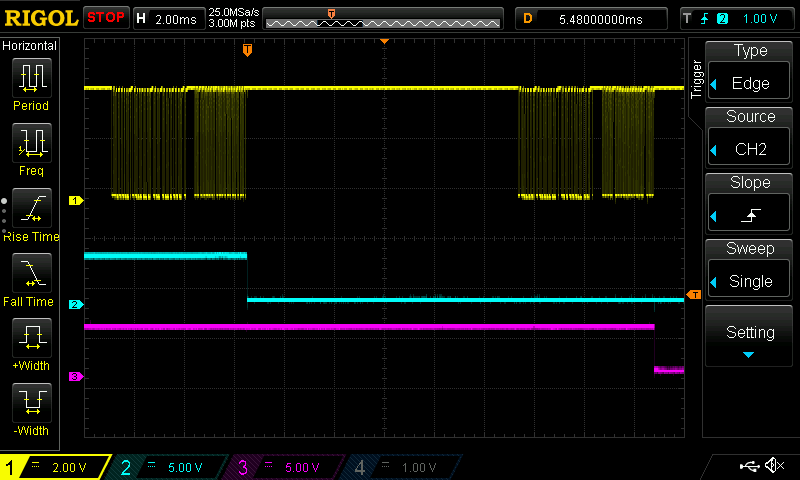 RIGOL STOP H 2.00ms 25.0MSa/s 3.00M pts T D 5.48000000ms T 2 1.00 V
Horizontal
Period
Freq
Rise Time
Fall Time
+Width
-Width
T
1
2
3
T
Trigger
Type
Edge
Source
CH2
Slope
Sweep
Single
Setting
1 2.00 V 2 5.00 V 3 5.00 V 4 1.00 V